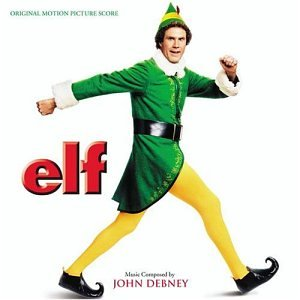 ORIGINAL MOTION PICTURE SCORE
elf
Music Composed by
JOHN DEBNEY